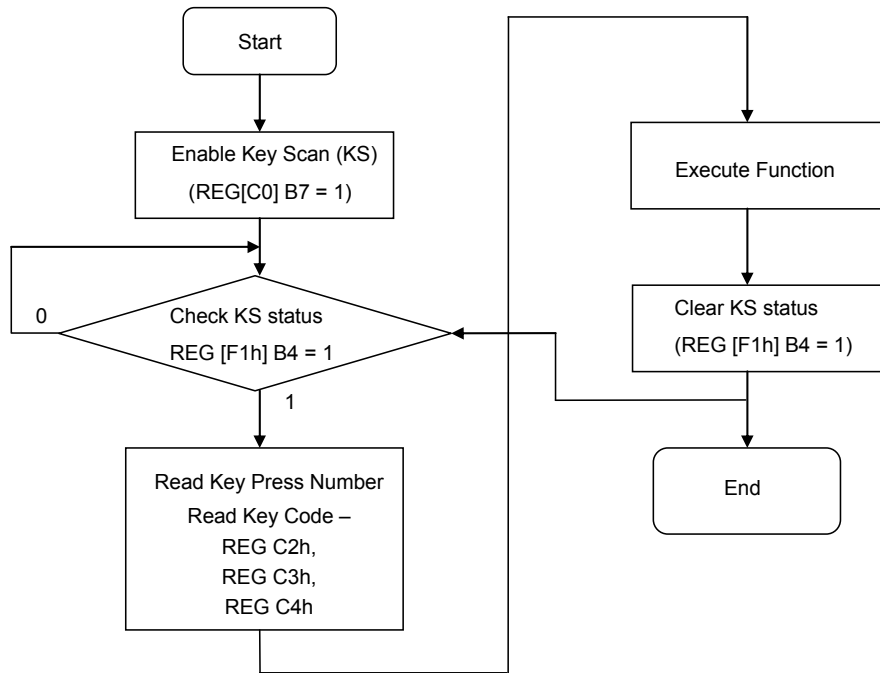 Start
Enable Key Scan (KS)
(REG[C0] B7 = 1)
0
Check KS status
REG [F1h] B4 = 1
1
Read Key Press Number
Read Key Code –
REG C2h,
REG C3h,
REG C4h
Execute Function
Clear KS status
(REG [F1h] B4 = 1)
End